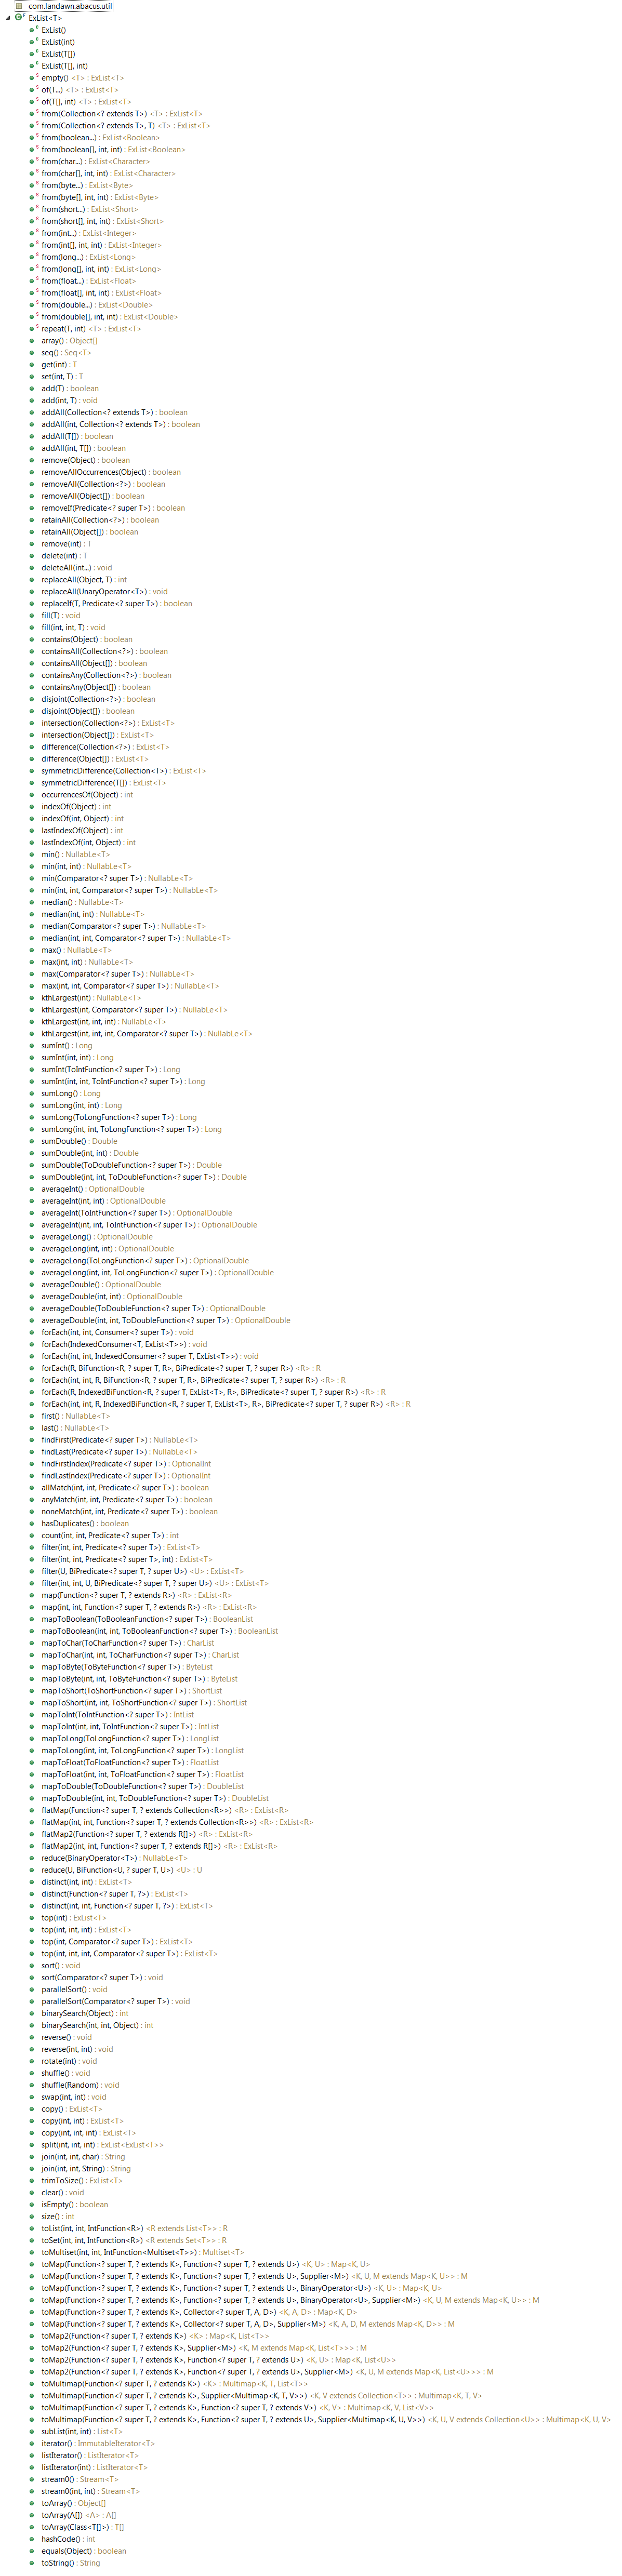 com.landawn.abacus.util
ExList<T>
ExList()
ExList(int)
ExList(T[])
ExList(T[], int)
empty() <T> : ExList<T>
of(T...) <T> : ExList<T>
of(T[], int) <T> : ExList<T>
from(Collection<? extends T>) <T> : ExList<T>
from(Collection<? extends T>, T) <T> : ExList<T>
from(boolean...) : ExList<Boolean>
from(boolean[], int, int) : ExList<Boolean>
from(char...) : ExList<Character>
from(char[], int, int) : ExList<Character>
from(byte...) : ExList<Byte>
from(byte[], int, int) : ExList<Byte>
from(short...) : ExList<Short>
from(short[], int, int) : ExList<Short>
from(int...) : ExList<Integer>
from(int[], int, int) : ExList<Integer>
from(long...) : ExList<Long>
from(long[], int, int) : ExList<Long>
from(float...) : ExList<Float>
from(float[], int, int) : ExList<Float>
from(double...) : ExList<Double>
from(double[], int, int) : ExList<Double>
repeat(T, int) <T> : ExList<T>
array() : Object[]
seq() : Seq<T>
get(int) : T
set(int, T) : T
add(T) : boolean
add(int, T) : void
addAll(Collection<? extends T>) : boolean
addAll(int, Collection<? extends T>) : boolean
addAll(T[]) : boolean
addAll(int, T[]) : boolean
remove(Object) : boolean
removeAllOccurrences(Object) : boolean
removeAll(Collection<?>) : boolean
removeAll(Object[]) : boolean
removeIf(Predicate<? super T>) : boolean
retainAll(Collection<?>) : boolean
retainAll(Object[]) : boolean
remove(int) : T
delete(int) : T
deleteAll(int...) : void
replaceAll(Object, T) : int
replaceAll(UnaryOperator<T>) : void
replaceIf(T, Predicate<? super T>) : boolean
fill(T) : void
fill(int, int, T) : void
contains(Object) : boolean
containsAll(Collection<?>) : boolean
containsAll(Object[]) : boolean
containsAny(Collection<?>) : boolean
containsAny(Object[]) : boolean
disjoint(Collection<?>) : boolean
disjoint(Object[]) : boolean
intersection(Collection<?>) : ExList<T>
intersection(Object[]) : ExList<T>
difference(Collection<?>) : ExList<T>
difference(Object[]) : ExList<T>
symmetricDifference(Collection<T>) : ExList<T>
symmetricDifference(T[]) : ExList<T>
occurrencesOf(Object) : int
indexOf(Object) : int
indexOf(int, Object) : int
lastIndexOf(Object) : int
lastIndexOf(int, Object) : int
min() : NullabLe<T>
min(int, int) : NullabLe<T>
min(Comparator<? super T>) : NullabLe<T>
min(int, int, Comparator<? super T>) : NullabLe<T>
median() : NullabLe<T>
median(int, int) : NullabLe<T>
median(Comparator<? super T>) : NullabLe<T>
median(int, int, Comparator<? super T>) : NullabLe<T>
max() : NullabLe<T>
max(int, int) : NullabLe<T>
max(Comparator<? super T>) : NullabLe<T>
max(int, int, Comparator<? super T>) : NullabLe<T>
kthLargest(int) : NullabLe<T>
kthLargest(int, Comparator<? super T>) : NullabLe<T>
kthLargest(int, int, int) : NullabLe<T>
kthLargest(int, int, int, Comparator<? super T>) : NullabLe<T>
sumInt() : Long
sumInt(int, int) : Long
sumInt(ToIntFunction<? super T>) : Long
sumInt(int, int, ToIntFunction<? super T>) : Long
sumLong() : Long
sumLong(int, int) : Long
sumLong(ToLongFunction<? super T>) : Long
sumLong(int, int, ToLongFunction<? super T>) : Long
sumDouble() : Double
sumDouble(int, int) : Double
sumDouble(ToDoubleFunction<? super T>) : Double
sumDouble(int, int, ToDoubleFunction<? super T>) : Double
averageInt() : OptionalDouble
averageInt(int, int) : OptionalDouble
averageInt(ToIntFunction<? super T>) : OptionalDouble
averageInt(int, int, ToIntFunction<? super T>) : OptionalDouble
averageLong() : OptionalDouble
averageLong(int, int) : OptionalDouble
averageLong(ToLongFunction<? super T>) : OptionalDouble
averageLong(int, int, ToLongFunction<? super T>) : OptionalDouble
averageDouble() : OptionalDouble
averageDouble(int, int) : OptionalDouble
averageDouble(ToDoubleFunction<? super T>) : OptionalDouble
averageDouble(int, int, ToDoubleFunction<? super T>) : OptionalDouble
forEach(int, int, Consumer<? super T>) : void
forEach(IndexedConsumer<T, ExList<T>>) : void
forEach(int, int, IndexedConsumer<? super T, ExList<T>>) : void
forEach(R, BiFunction<R, ? super T, R>, BiPredicate<? super T, ? super R>) <R> : R
forEach(int, int, R, BiFunction<R, ? super T, R>, BiPredicate<? super T, ? super R>) <R> : R
forEach(R, IndexedBiFunction<R, ? super T, ExList<T>, R>, BiPredicate<? super T, ? super R>) <R> : R
forEach(int, int, R, IndexedBiFunction<R, ? super T, ExList<T>, R>, BiPredicate<? super T, ? super R>) <R> : R
first() : NullabLe<T>
last() : NullabLe<T>
findFirst(Predicate<? super T>) : NullabLe<T>
findLast(Predicate<? super T>) : NullabLe<T>
findFirstIndex(Predicate<? super T>) : OptionalInt
findLastIndex(Predicate<? super T>) : OptionalInt
allMatch(int, int, Predicate<? super T>) : boolean
anyMatch(int, int, Predicate<? super T>) : boolean
noneMatch(int, int, Predicate<? super T>) : boolean
hasDuplicates() : boolean
count(int, int, Predicate<? super T>) : int
filter(int, int, Predicate<? super T>) : ExList<T>
filter(int, int, Predicate<? super T>, int) : ExList<T>
filter(U, BiPredicate<? super T, ? super U>) <U> : ExList<T>
filter(int, int, U, BiPredicate<? super T, ? super U>) <U> : ExList<T>
map(Function<? super T, ? extends R>) <R> : ExList<R>
map(int, int, Function<? super T, ? extends R>) <R> : ExList<R>
mapToBoolean(ToBooleanFunction<? super T>) : BooleanList
mapToBoolean(int, int, ToBooleanFunction<? super T>) : BooleanList
mapToChar(ToCharFunction<? super T>) : CharList
mapToChar(int, int, ToCharFunction<? super T>) : CharList
mapToByte(ToByteFunction<? super T>) : ByteList
mapToByte(int, int, ToByteFunction<? super T>) : ByteList
mapToShort(ToShortFunction<? super T>) : ShortList
mapToShort(int, int, ToShortFunction<? super T>) : ShortList
mapToInt(ToIntFunction<? super T>) : IntList
mapToInt(int, int, ToIntFunction<? super T>) : IntList
mapToLong(ToLongFunction<? super T>) : LongList
mapToLong(int, int, ToLongFunction<? super T>) : LongList
mapToFloat(ToFloatFunction<? super T>) : FloatList
mapToFloat(int, int, ToFloatFunction<? super T>) : FloatList
mapToDouble(ToDoubleFunction<? super T>) : DoubleList
mapToDouble(int, int, ToDoubleFunction<? super T>) : DoubleList
flatMap(Function<? super T, ? extends Collection<R>>) <R> : ExList<R>
flatMap(int, int, Function<? super T, ? extends Collection<R>>) <R> : ExList<R>
flatMap2(Function<? super T, ? extends R[]>) <R> : ExList<R>
flatMap2(int, int, Function<? super T, ? extends R[]>) <R> : ExList<R>
reduce(BinaryOperator<T>) : NullabLe<T>
reduce(U, BiFunction<U, ? super T, U>) <U> : U
distinct(int, int) : ExList<T>
distinct(Function<? super T, ?>) : ExList<T>
distinct(int, int, Function<? super T, ?>) : ExList<T>
top(int) : ExList<T>
top(int, int, int) : ExList<T>
top(int, Comparator<? super T>) : ExList<T>
top(int, int, int, Comparator<? super T>) : ExList<T>
sort() : void
sort(Comparator<? super T>) : void
parallelSort() : void
parallelSort(Comparator<? super T>) : void
binarySearch(Object) : int
binarySearch(int, int, Object) : int
reverse() : void
reverse(int, int) : void
rotate(int) : void
shuffle() : void
shuffle(Random) : void
swap(int, int) : void
copy() : ExList<T>
copy(int, int) : ExList<T>
copy(int, int, int) : ExList<T>
split(int, int, int) : ExList<ExList<T>>
join(int, int, char) : String
join(int, int, String) : String
trimToSize() : ExList<T>
clear() : void
isEmpty() : boolean
size() : int
toList(int, int, IntFunction<R>) <R extends List<T>> : R
toSet(int, int, IntFunction<R>) <R extends Set<T>> : R
toMultiset(int, int, IntFunction<Multiset<T>>) : Multiset<T>
toMap(Function<? super T, ? extends K>, Function<? super T, ? extends U>) <K, U> : Map<K, U>
toMap(Function<? super T, ? extends K>, Function<? super T, ? extends U>, Supplier<M>) <K, U, M extends Map<K, U>> : M
toMap(Function<? super T, ? extends K>, Function<? super T, ? extends U>, BinaryOperator<U>) <K, U> : Map<K, U>
toMap(Function<? super T, ? extends K>, Function<? super T, ? extends U>, BinaryOperator<U>, Supplier<M>) <K, U, M extends Map<K, U>> : M
toMap(Function<? super T, ? extends K>, Collector<? super T, A, D>) <K, A, D> : Map<K, D>
toMap(Function<? super T, ? extends K>, Collector<? super T, A, D>, Supplier<M>) <K, A, D, M extends Map<K, D>> : M
toMap2(Function<? super T, ? extends K>) <K> : Map<K, List<T>>
toMap2(Function<? super T, ? extends K>, Supplier<M>) <K, M extends Map<K, List<T>>> : M
toMap2(Function<? super T, ? extends K>, Function<? super T, ? extends U>) <K, U> : Map<K, List<U>>
toMap2(Function<? super T, ? extends K>, Function<? super T, ? extends U>, Supplier<M>) <K, U, M extends Map<K, List<U>>> : M
toMultimap(Function<? super T, ? extends K>) <K> : Multimap<K, T, List<T>>
toMultimap(Function<? super T, ? extends K>, Supplier<Multimap<K, T, V>>) <K, V extends Collection<T>> : Multimap<K, T, V>
toMultimap(Function<? super T, ? extends K>, Function<? super T, ? extends V>) <K, V> : Multimap<K, V, List<V>>
toMultimap(Function<? super T, ? extends K>, Function<? super T, ? extends U>, Supplier<Multimap<K, U, V>>) <K, U, V extends Collection<U>> : Multimap<K, U, V>
subList(int, int) : List<T>
iterator() : ImmutableIterator<T>
listIterator() : ListIterator<T>
listIterator(int) : ListIterator<T>
stream0() : Stream<T>
stream0(int, int) : Stream<T>
toArray() : Object[]
toArray(A[]) <A> : A[]
toArray(Class<T[]>) : T[]
hashCode() : int
equals(Object) : boolean
toString() : String